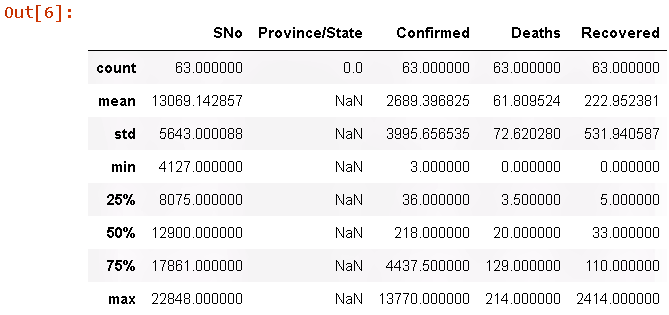 Out[6]:
SNo Province/State Confirmed Deaths Recovered
count 63.000000 0.0 63.000000 63.000000 63.000000
mean 13069.142857 NaN 2689.396825 61.809524 222.952381
std 5643.000088 NaN 3995.656535 72.620280 531.940587
min 4127.000000 NaN 3.000000 0.000000 0.000000
25% 8075.000000 NaN 36.000000 3.500000 5.000000
50% 12900.000000 NaN 218.000000 20.000000 33.000000
75% 17861.000000 NaN 4437.500000 129.000000 110.000000
max 22848.000000 NaN 13770.000000 214.000000 2414.000000